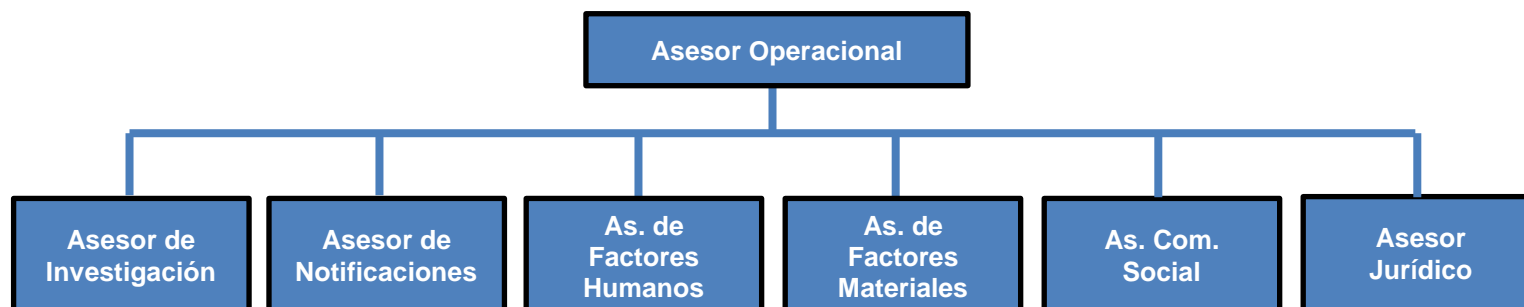 Asesor Operacional
Asesor de
Investigación
Asesor de
Notificaciones
As. de
Factores
Humanos
As. de
Factores
Materiales
As. Com.
Social
Asesor
Jurídico